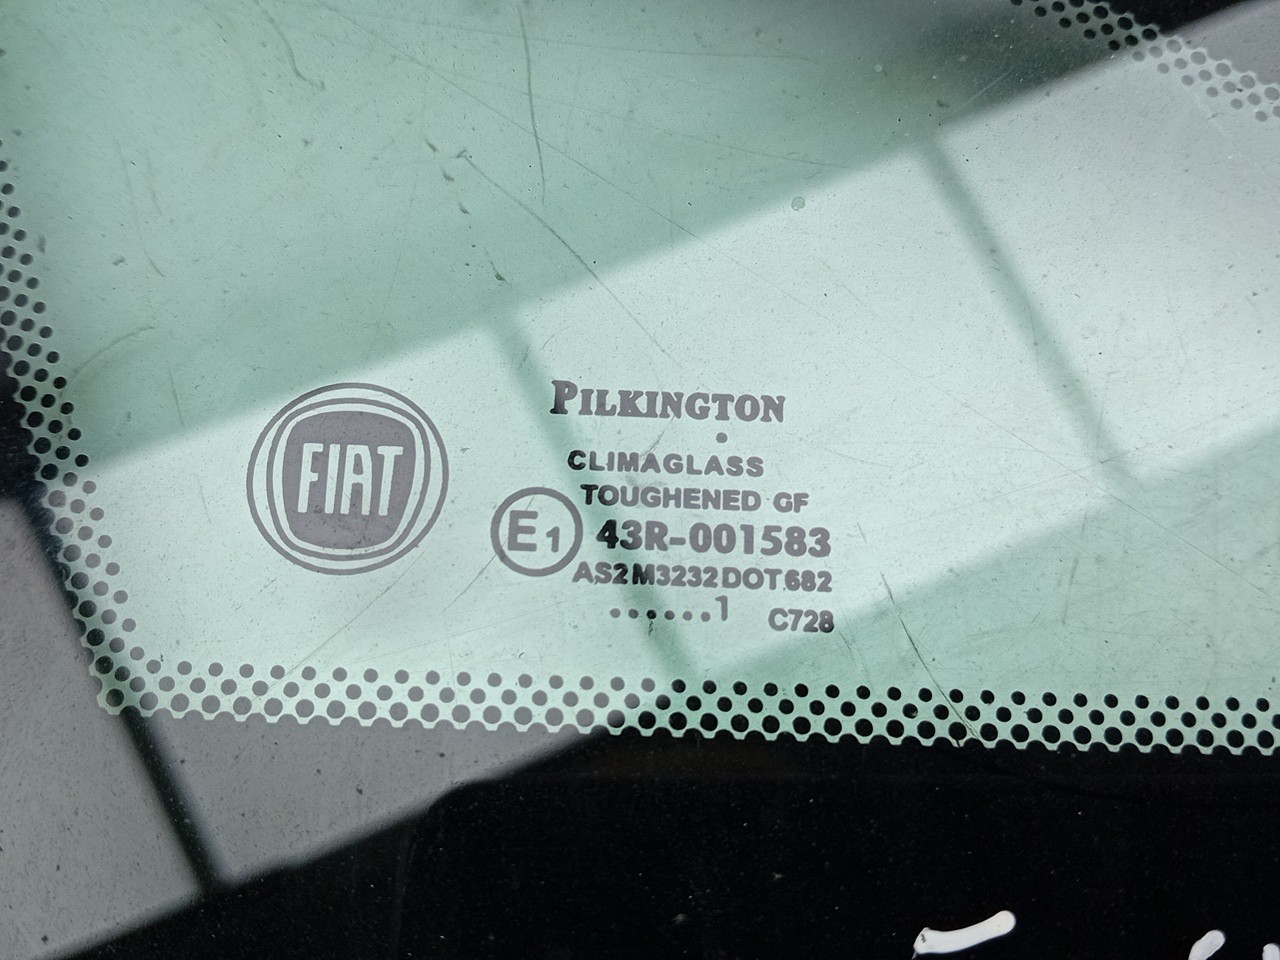 FIAT
PILKINGTON
CLIMAGLASS
TOUGHENED GF
E1 43R-001583
AS2 M3232 DOT 682
......1 C728